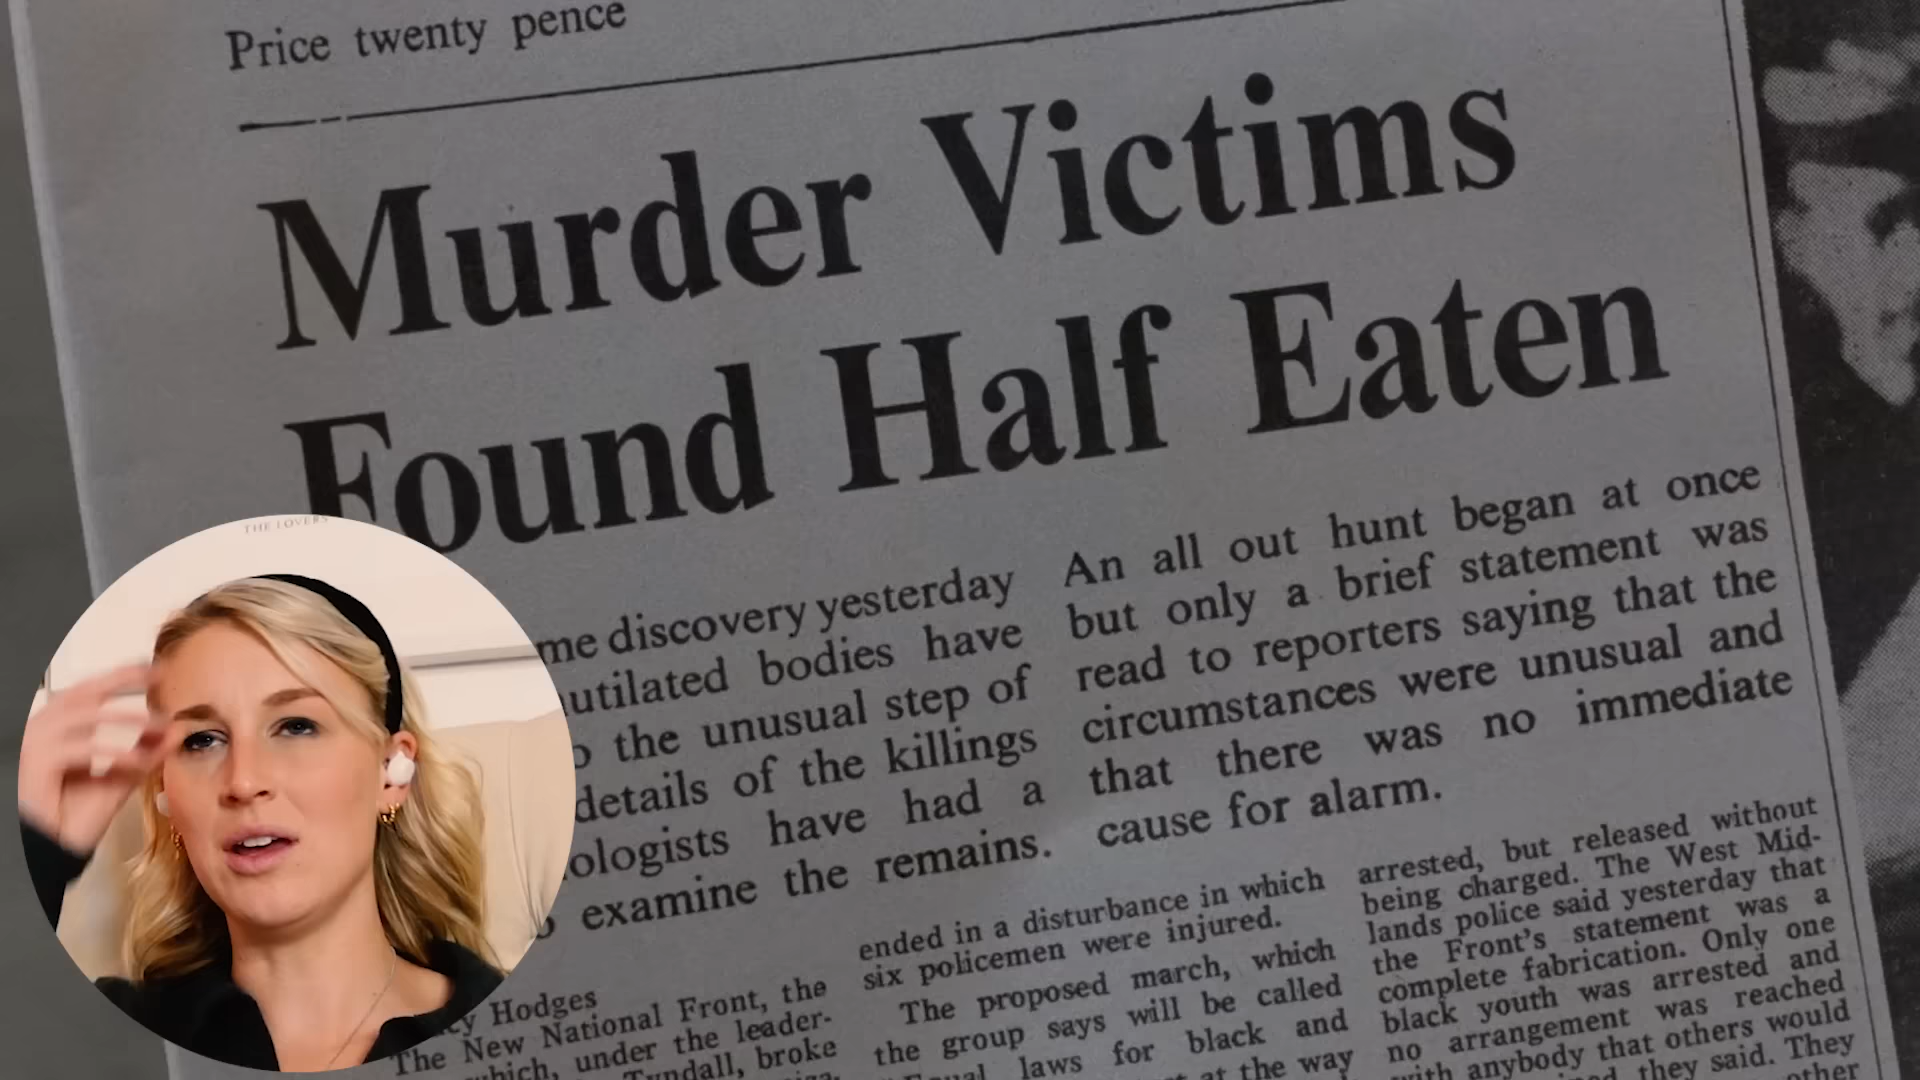 Price twenty pence
Murder Victims
Found Half Eaten
THE LOVERS
discovery yesterday
bodies have
the unusual step of
details of the killings
have had a
examine the remains.
An all out hunt began at once
but only a brief statement was
read to reporters saying that the
circumstances were unusual and
that there was no immediate
cause for alarm.
Hodges
The New National Front, the
which, under the leader-
broke
ended in a disturbance in which
six policemen were injured.
The proposed march, which
the group says will be called
laws for black and
at the way
arrested, but released without
being charged. The West Mid-
lands police said yesterday that
the Front's statement was a
complete fabrication. Only one
black youth was arrested and
no arrangement was reached
with anybody that others would
they said. They
other